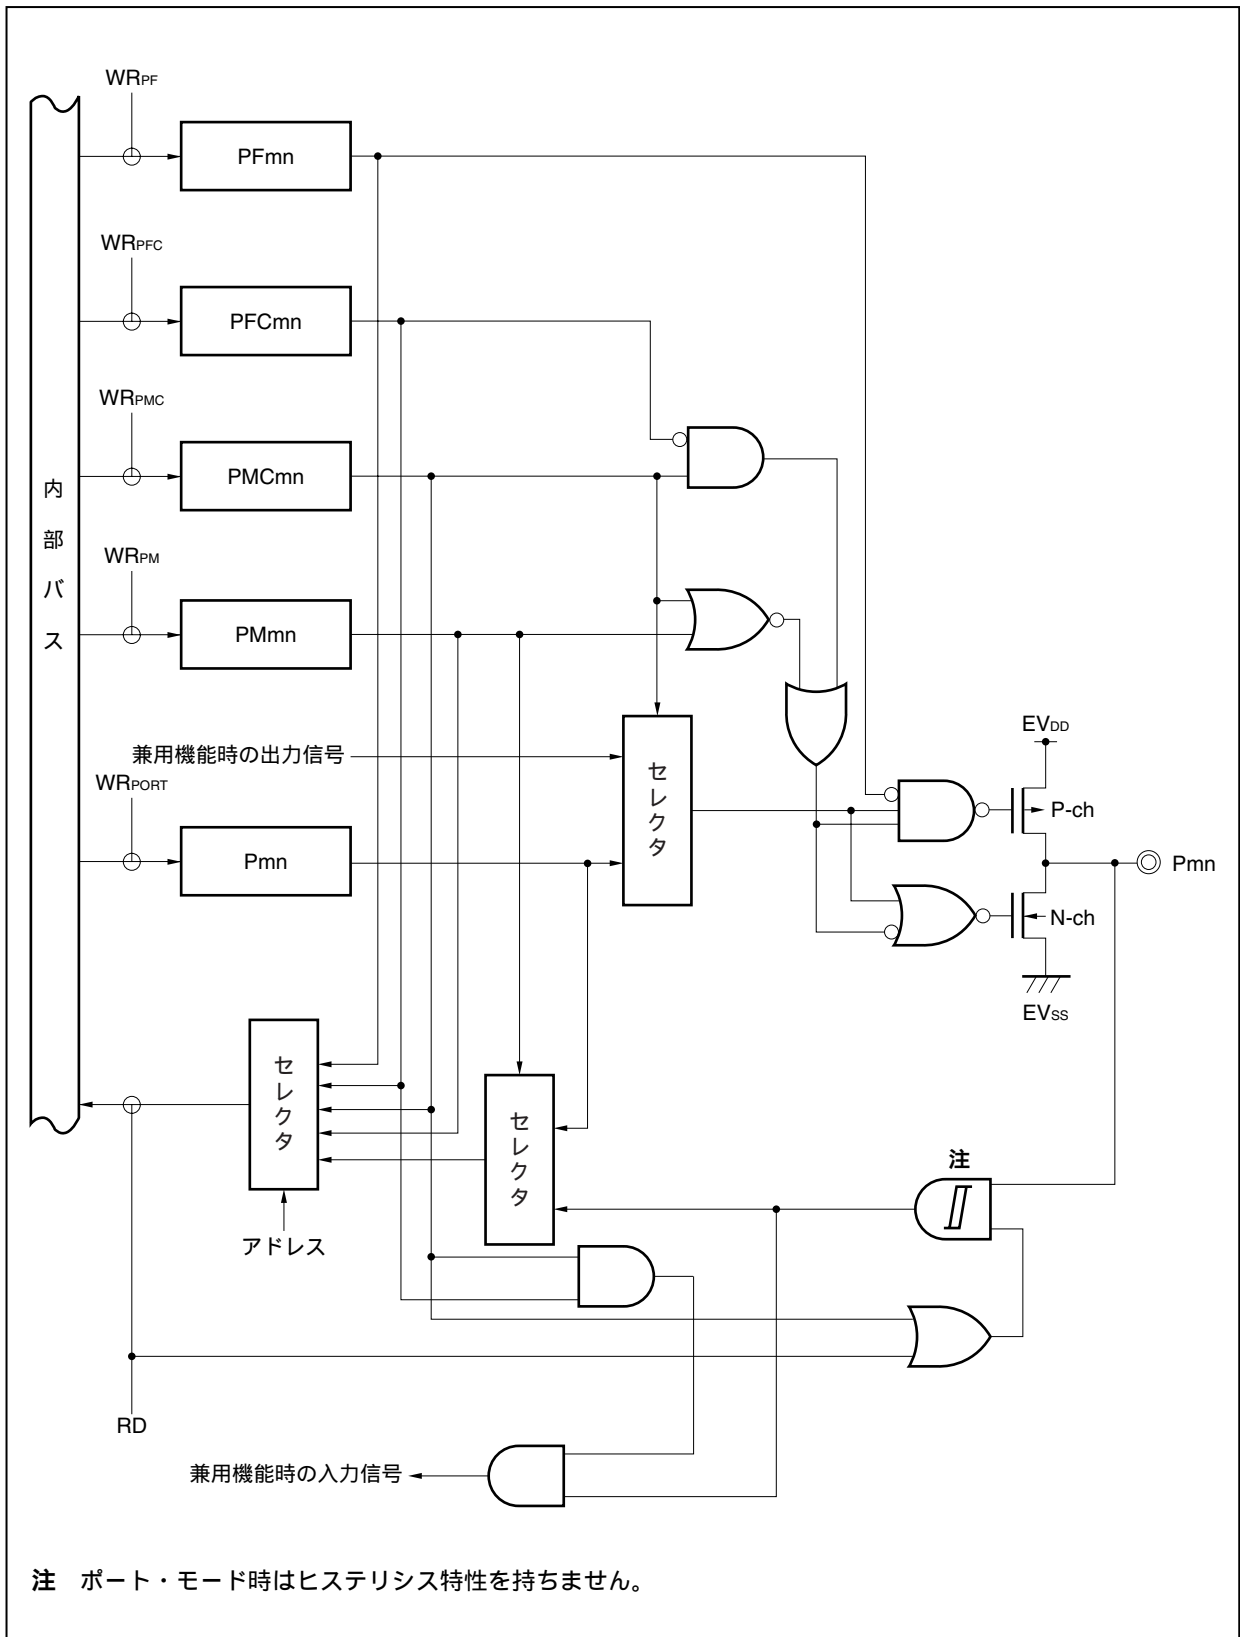 WRPF
PFmn
WRPFC
PFCmn
WRPMC
PMCmn
内部バス
WRPM
PMmn
兼用機能時の出力信号
セレクタ
WRPORT
Pmn
EVDD
P-ch
Pmn
N-ch
EVSS
セレクタ
セレクタ
アドレス
注
RD
兼用機能時の入力信号
注 ポート・モード時はヒステリシス特性を持ちません。